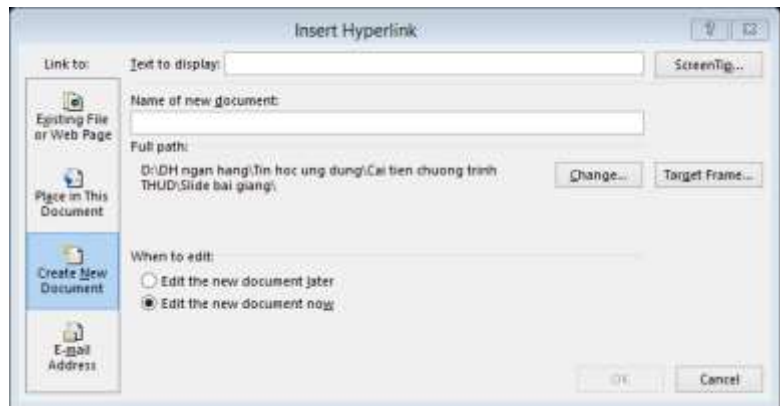 Insert Hyperlink
Link to:
Text to display:
ScreenTip...
Existing File
or Web Page
Place in This
Document
Create New
Document
E-mail
Address
Name of new document:
Full path:
D:\DH ngan hang\Tin hoc ung dung\Cai tien chuong trinh
THUD\Slide bai giang\
Change...
Target Frame...
When to edit:
Edit the new document later
Edit the new document now
OK
Cancel